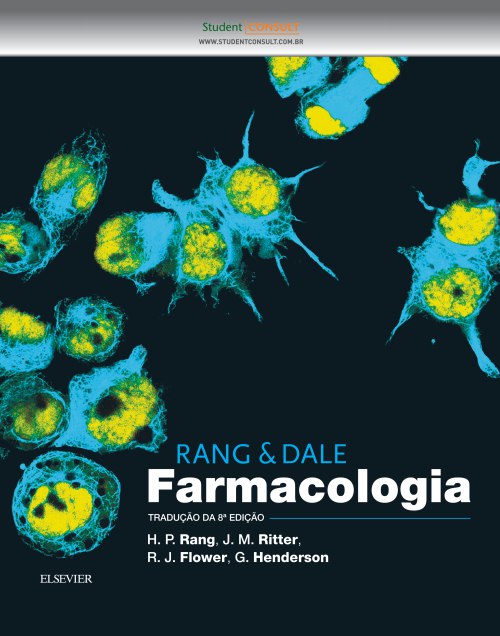 Student CONSULT
WWW.STUDENTCONSULT.COM.BR
RANG & DALE
Farmacologia
TRADUÇÃO DA 8ª EDIÇÃO
H. P. Rang, J. M. Ritter,
R. J. Flower, G. Henderson
ELSEVIER